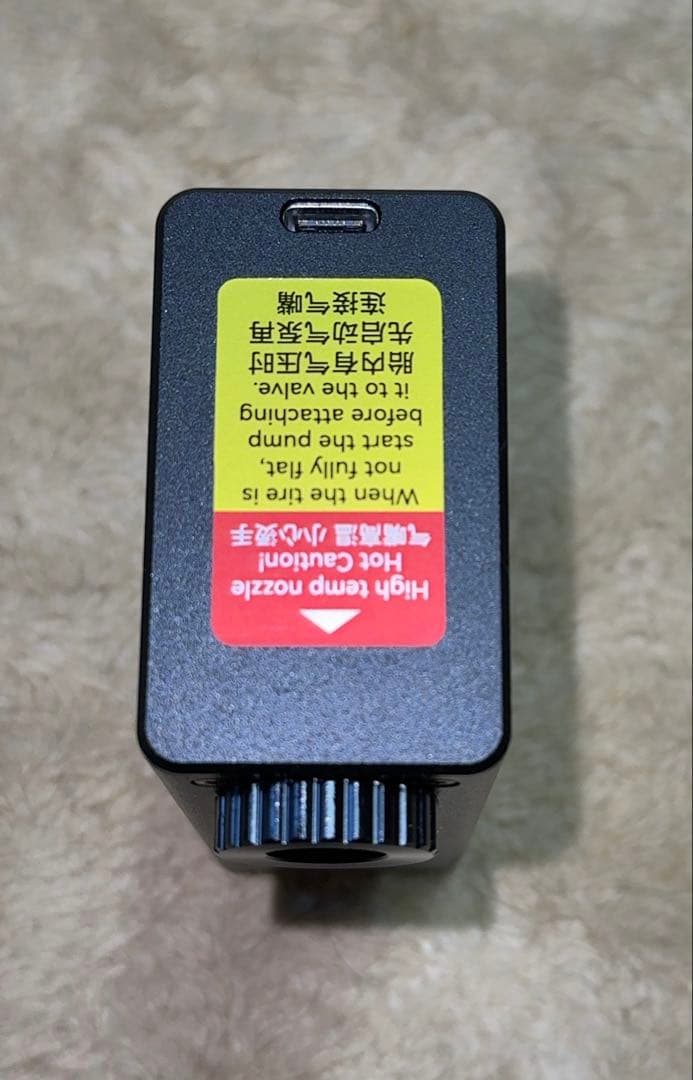 High temp nozzle
Hot Caution!
气嘴高温 小心烫手
When the tire is
not fully flat,
start the pump
before attaching
it to the valve.
胎内有气压时
先启动气泵再
连接气嘴